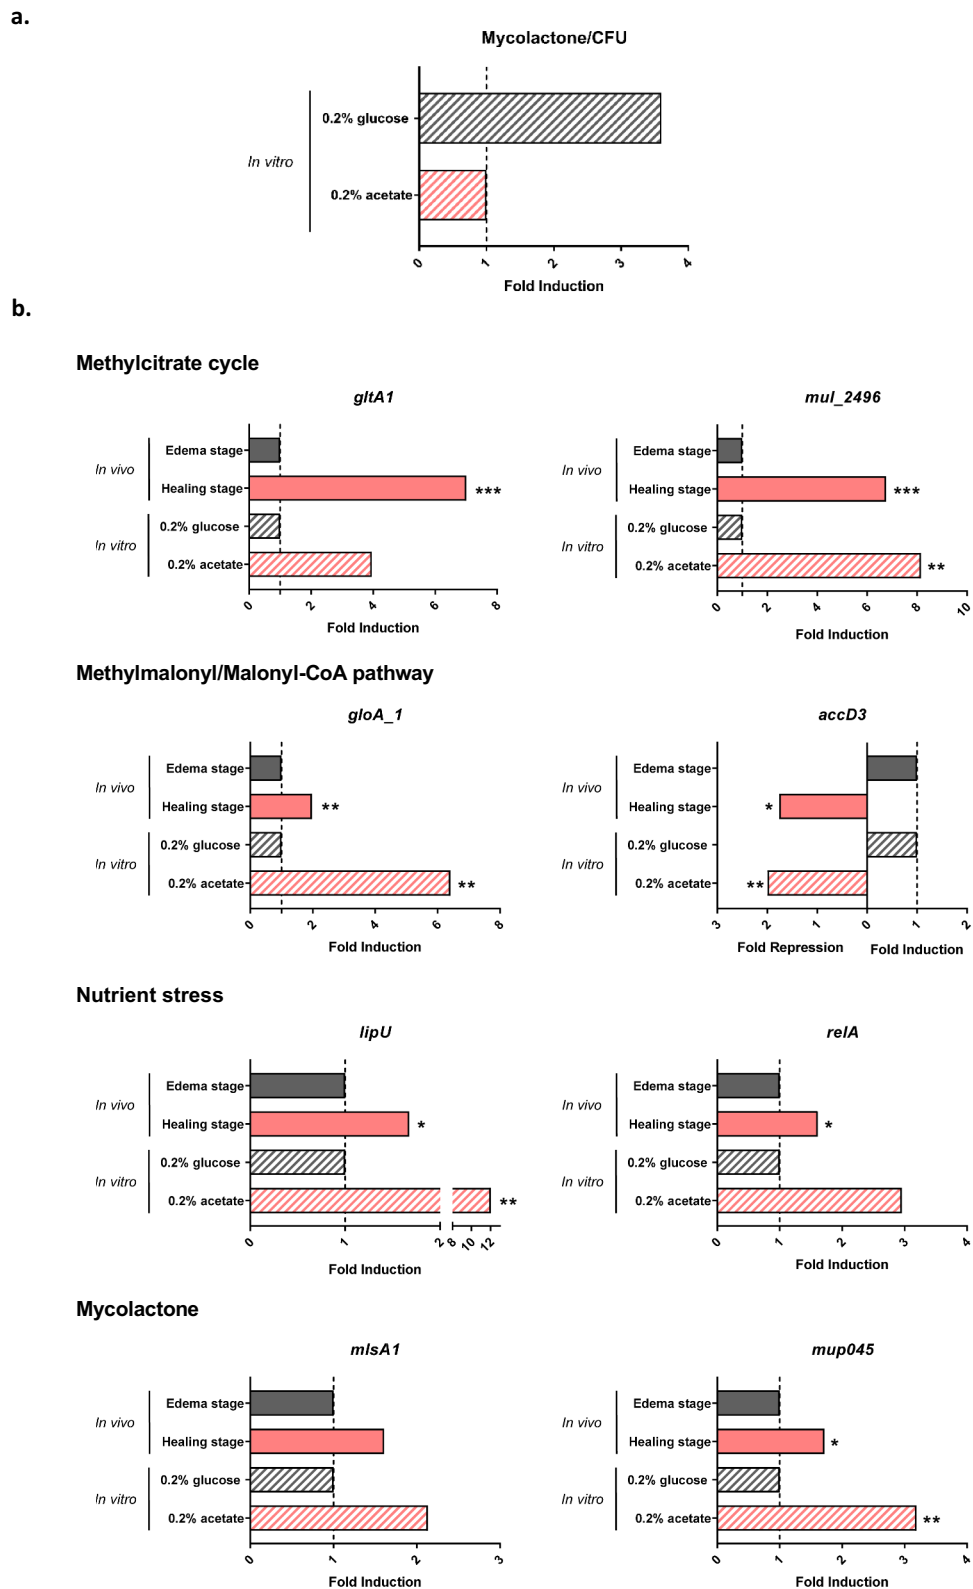 a.
Mycolactone/CFU
In vitro
0.2% glucose
0.2% acetate
0 1 2 3 4
Fold Induction
b.
Methylcitrate cycle
gltA1
In vivo
Edema stage
Healing stage ***
In vitro
0.2% glucose
0.2% acetate
0 2 4 6 8
Fold Induction
mul_2496
In vivo
Edema stage
Healing stage ***
In vitro
0.2% glucose
0.2% acetate **
0 2 4 6 8 10
Fold Induction
Methylmalonyl/Malonyl-CoA pathway
gloA_1
In vivo
Edema stage
Healing stage **
In vitro
0.2% glucose
0.2% acetate **
0 2 4 6 8
Fold Induction
accD3
In vivo
Edema stage
Healing stage *
In vitro
0.2% glucose
0.2% acetate **
3 2 1 0 1 2
Fold Repression Fold Induction
Nutrient stress
lipU
In vivo
Edema stage
Healing stage *
In vitro
0.2% glucose
0.2% acetate **
0 1 2 8 10 12
Fold Induction
relA
In vivo
Edema stage
Healing stage *
In vitro
0.2% glucose
0.2% acetate
0 1 2 3 4
Fold Induction
Mycolactone
mlsA1
In vivo
Edema stage
Healing stage
In vitro
0.2% glucose
0.2% acetate
0 1 2 3
Fold Induction
mup045
In vivo
Edema stage
Healing stage *
In vitro
0.2% glucose
0.2% acetate **
0 1 2 3 4
Fold Induction